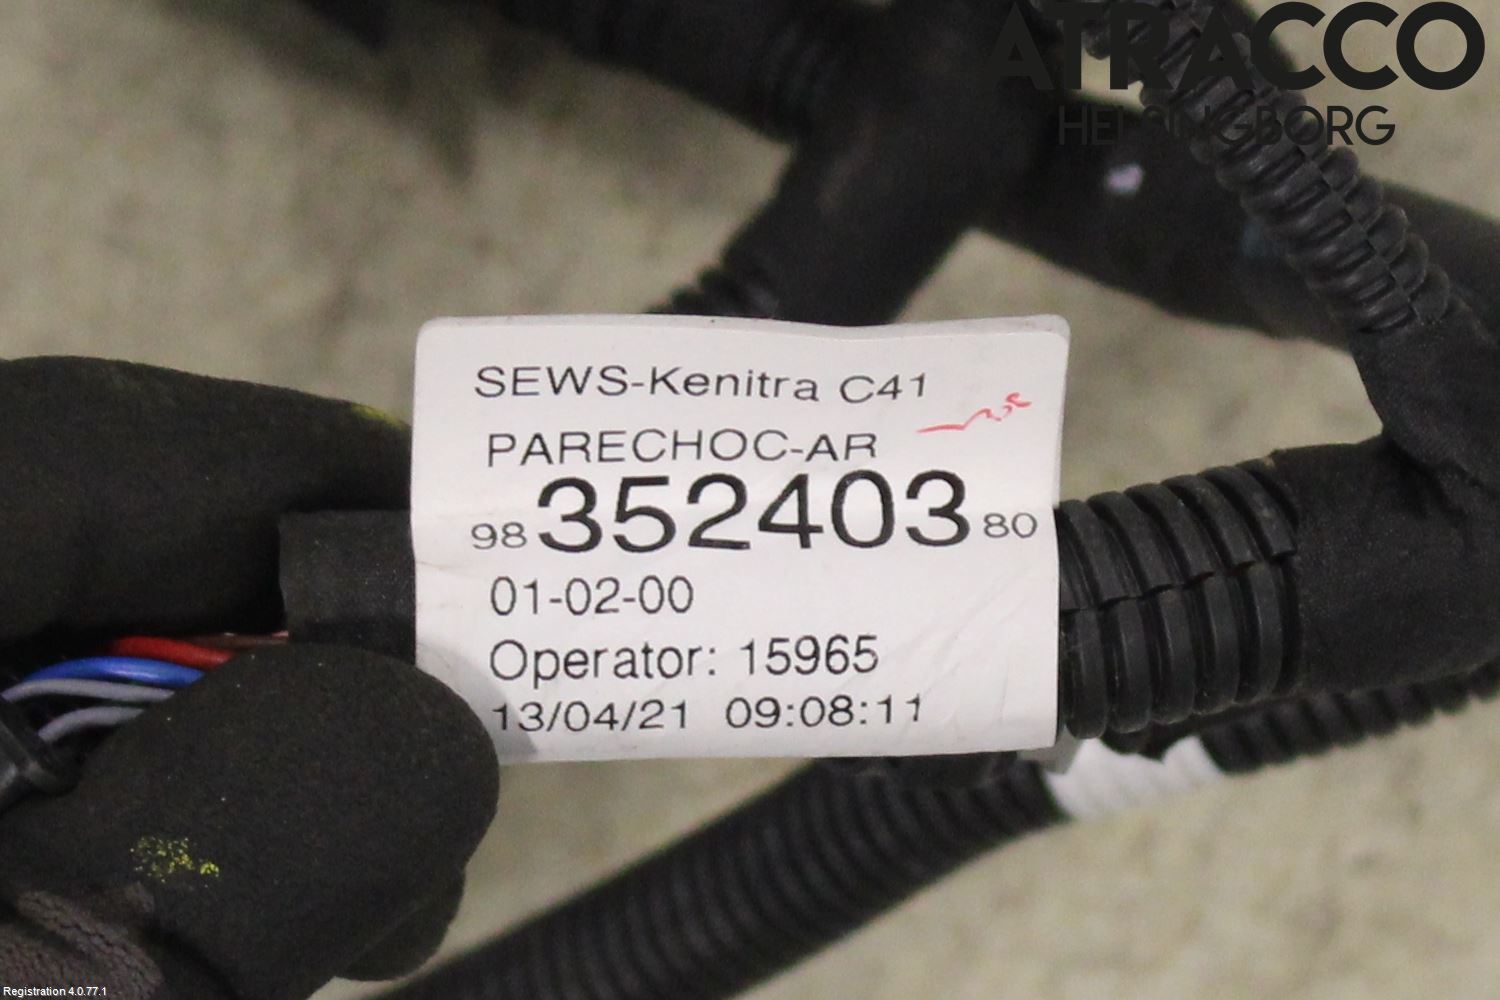 ATRACCO
HELSINGBORG
SEWS-Kenitra C41
PARECHOC-AR
98 352403 80
01-02-00
Operator: 15965
13/04/21 09:08:11
Registration 4.0.77.1